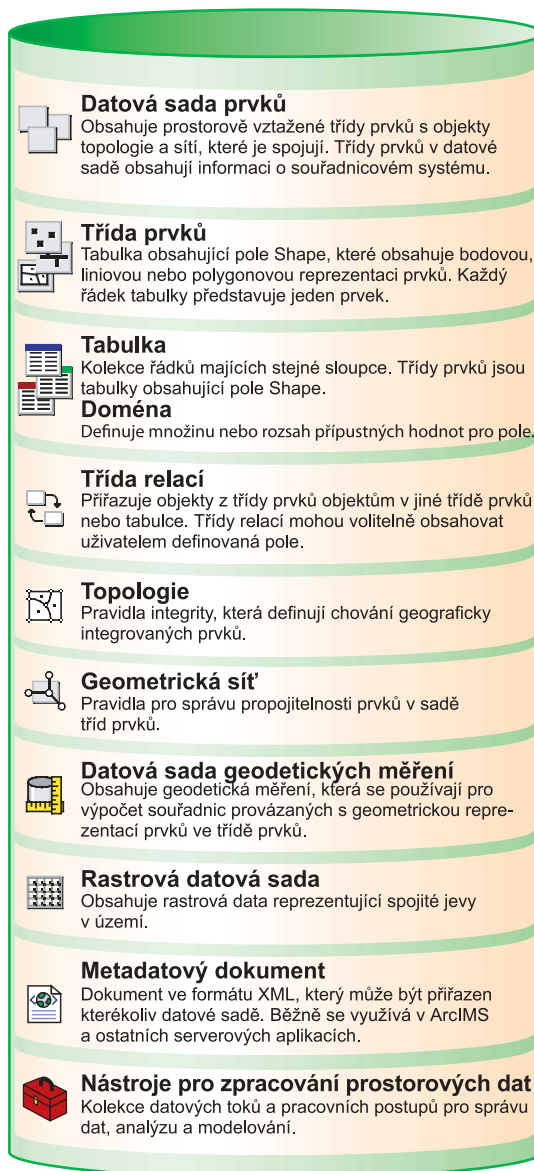 Datová sada prvků
Obsahuje prostorově vztažené třídy prvků s objekty
topologie a sítí, které je spojují. Třídy prvků v datové
sadě obsahují informaci o souřadnicovém systému.
Třída prvků
Tabulka obsahující pole Shape, které obsahuje bodovou,
liniovou nebo polygonovou reprezentaci prvků. Každý
řádek tabulky představuje jeden prvek.
Tabulka
Kolekce řádků majících stejné sloupce. Třídy prvků jsou
tabulky obsahující pole Shape.
Doména
Definuje množinu nebo rozsah přípustných hodnot pro pole.
Třída relací
Přiřazuje objekty z třídy prvků objektům v jiné třídě prvků
nebo tabulce. Třídy relací mohou volitelně obsahovat
uživatelem definovaná pole.
Topologie
Pravidla integrity, která definují chování geograficky
integrovaných prvků.
Geometrická síť
Pravidla pro správu propojitelnosti prvků v sadě
tříd prvků.
Datová sada geodetických měření
Obsahuje geodetická měření, která se používají pro
výpočet souřadnic provázaných s geometrickou repre-
zentací prvků ve třídě prvků.
Rastrová datová sada
Obsahuje rastrová data reprezentující spojité jevy
v území.
Metadatový dokument
Dokument ve formátu XML, který může být přiřazen
kterékoliv datové sadě. Běžně se využívá v ArcIMS
a ostatních serverových aplikacích.
Nástroje pro zpracování prostorových dat
Kolekce datových toků a pracovních postupů pro správu
dat, analýzu a modelování.